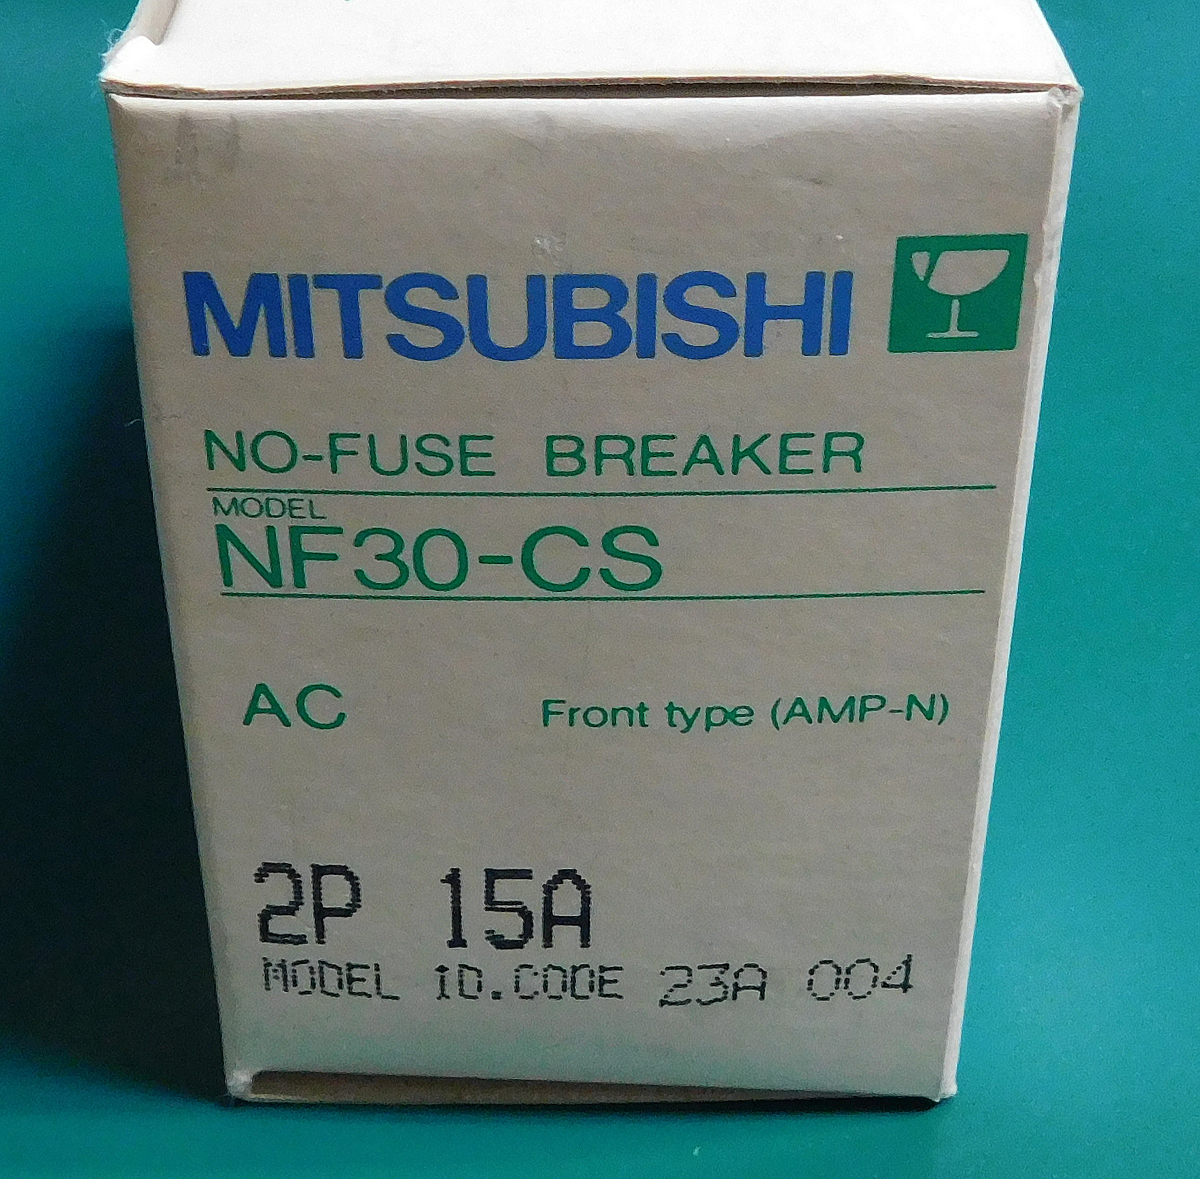 MITSUBISHI
NO-FUSE BREAKER
MODEL
NF30-CS
AC Front type (AMP-N)
2P 15A
MODEL ID.CODE 23A 004